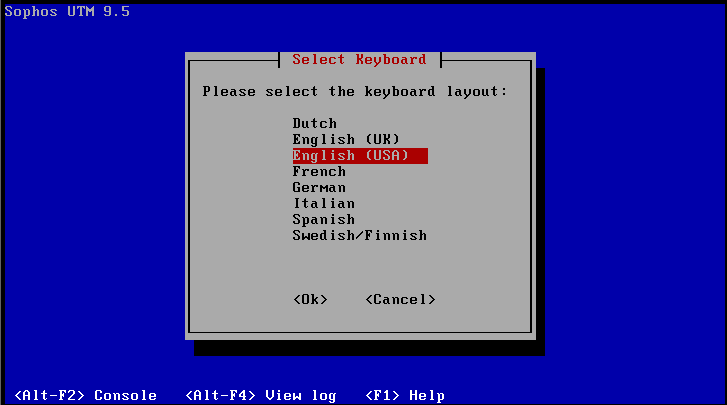 Sophos UTM 9.5
Select Keyboard
Please select the keyboard layout:
Dutch
English (UK)
English (USA)
French
German
Italian
Spanish
Swedish/Finnish
<Ok> <Cancel>
<Alt-F2> Console <Alt-F4> View log <F1> Help